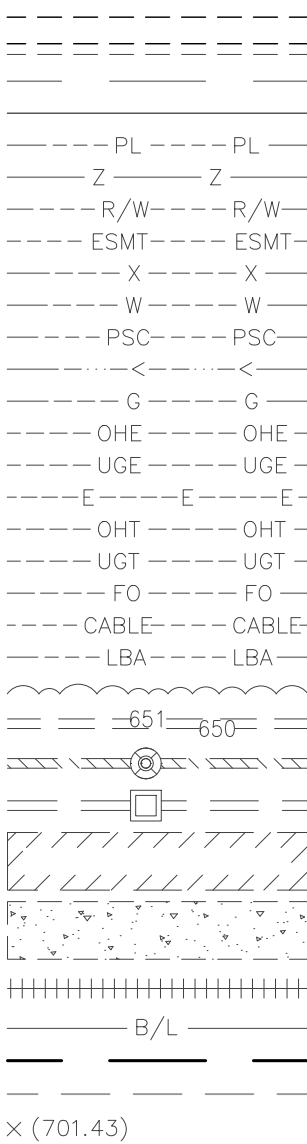 PL PL
Z Z
R/W R/W
ESMT ESMT
X X
W W
PSC PSC
< <
G G
OHE OHE
UGE UGE
E E E
OHT OHT
UGT UGT
FO FO
CABLE CABLE
LBA LBA
651 650
B/L
× (701.43)